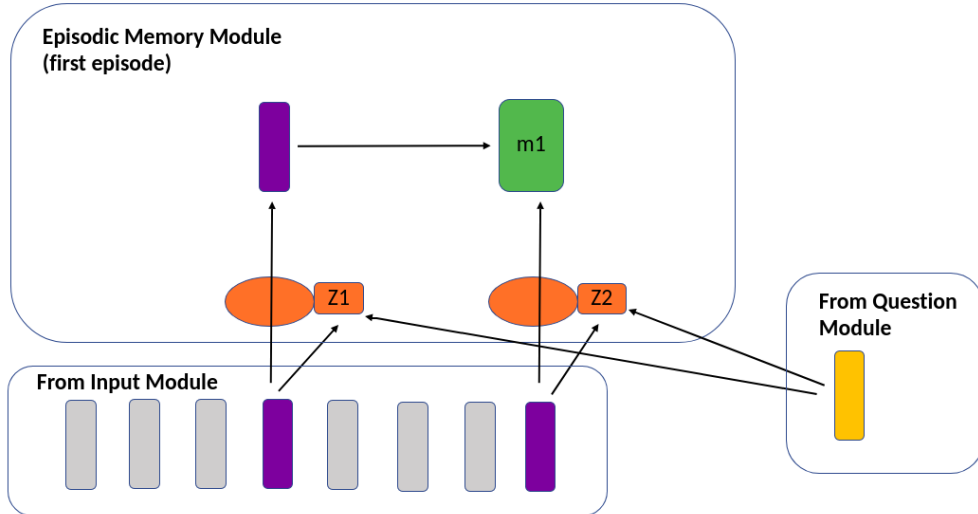 Episodic Memory Module
(first episode)
m1
Z1
Z2
From Question
Module
From Input Module